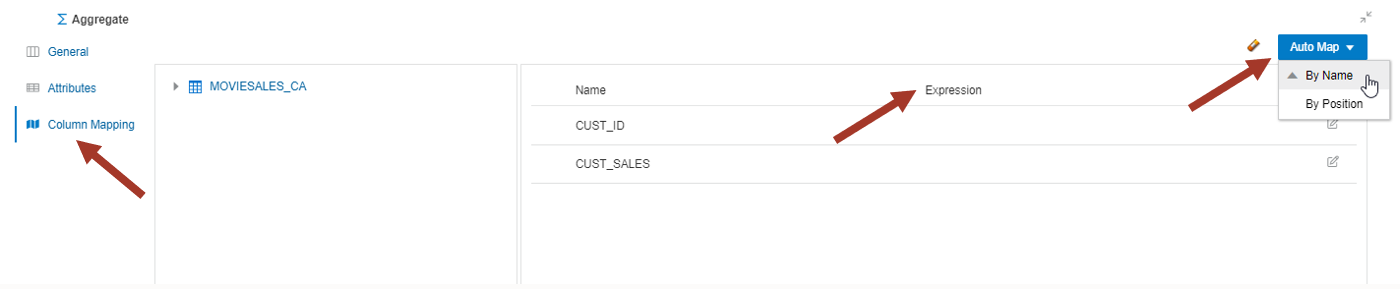 Aggregate
General
Auto Map
By Name
By Position
Attributes
MOVIESALES_CA
Name Expression
Column Mapping
CUST_ID
CUST_SALES